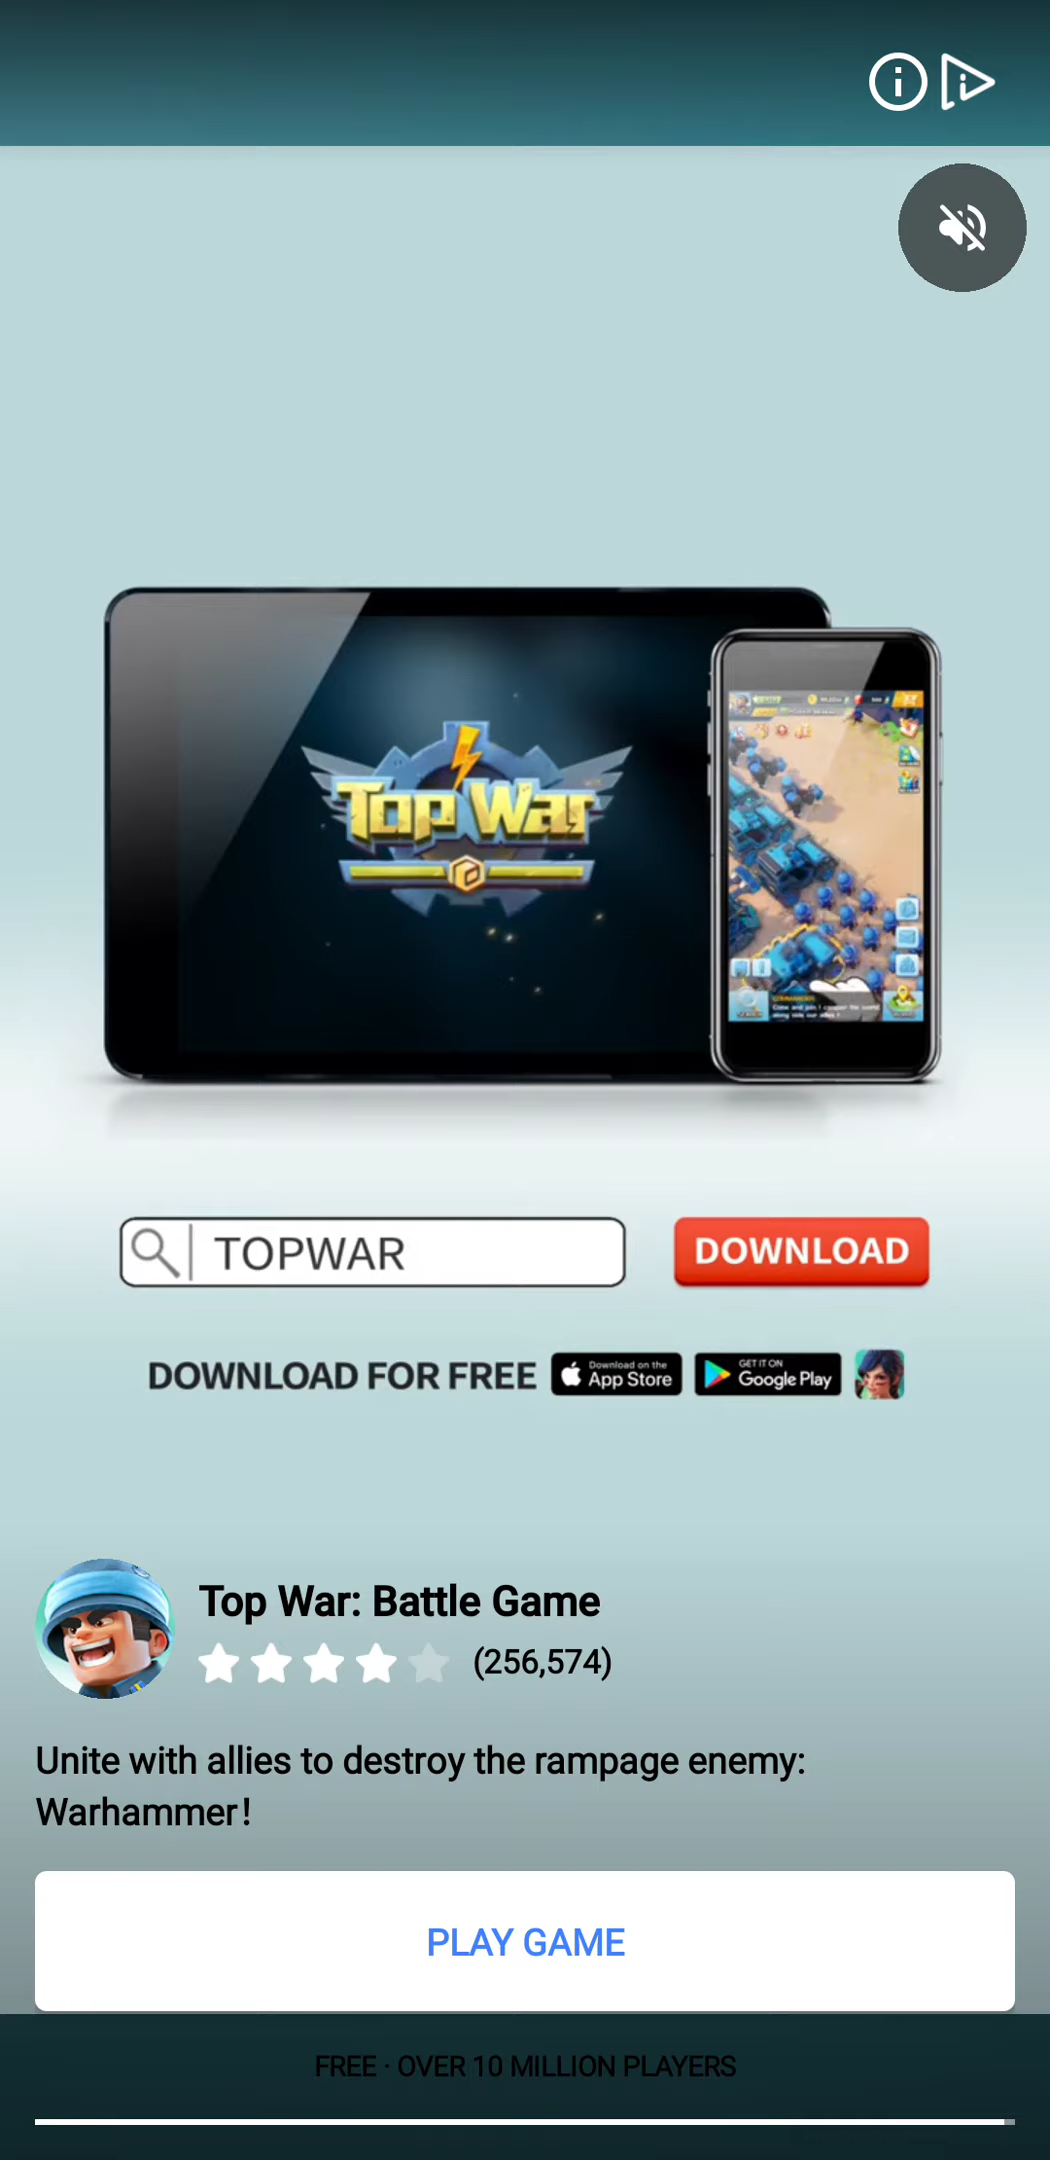 Top War
TOPWAR
DOWNLOAD
DOWNLOAD FOR FREE
Download on the
App Store
GET IT ON
Google Play
Top War: Battle Game
(256,574)
Unite with allies to destroy the rampage enemy:
Warhammer!
PLAY GAME
FREE · OVER 10 MILLION PLAYERS